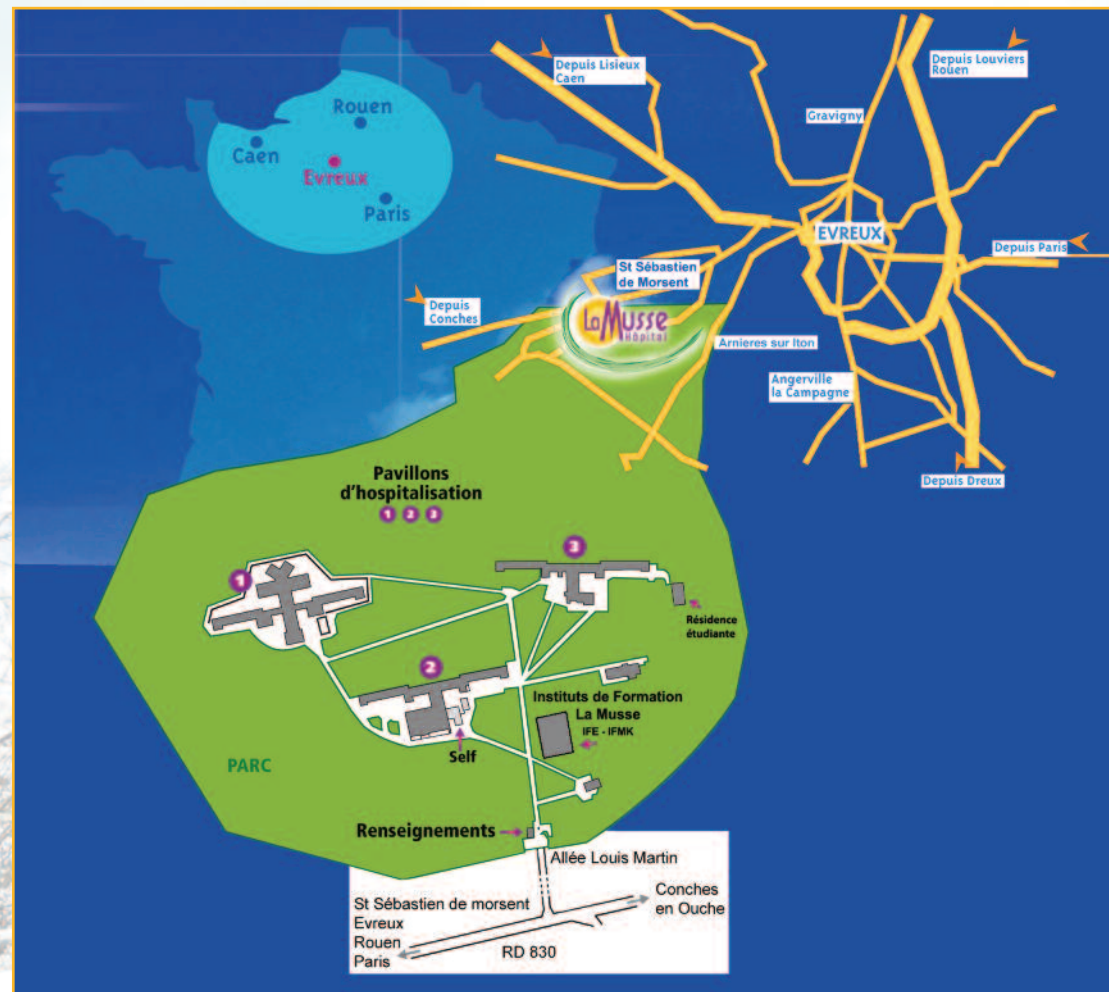 Rouen
Caen
Evreux
Paris
Depuis Lisieux
Caen
Depuis Louviers
Rouen
Gravigny
EVREUX
Depuis Paris
St Sébastien
de Morsent
Depuis
Conches
La Musse
Hôpital
Arnieres sur Iton
Angerville
la Campagne
Depuis Dreux
Pavillons
d'hospitalisation
1 2 3
1
3
Résidence
étudiante
2
Instituts de Formation
La Musse
IFE - IFMK
Self
PARC
Renseignements
Allée Louis Martin
Conches
en Ouche
St Sébastien de morsent
Evreux
Rouen
Paris
RD 830